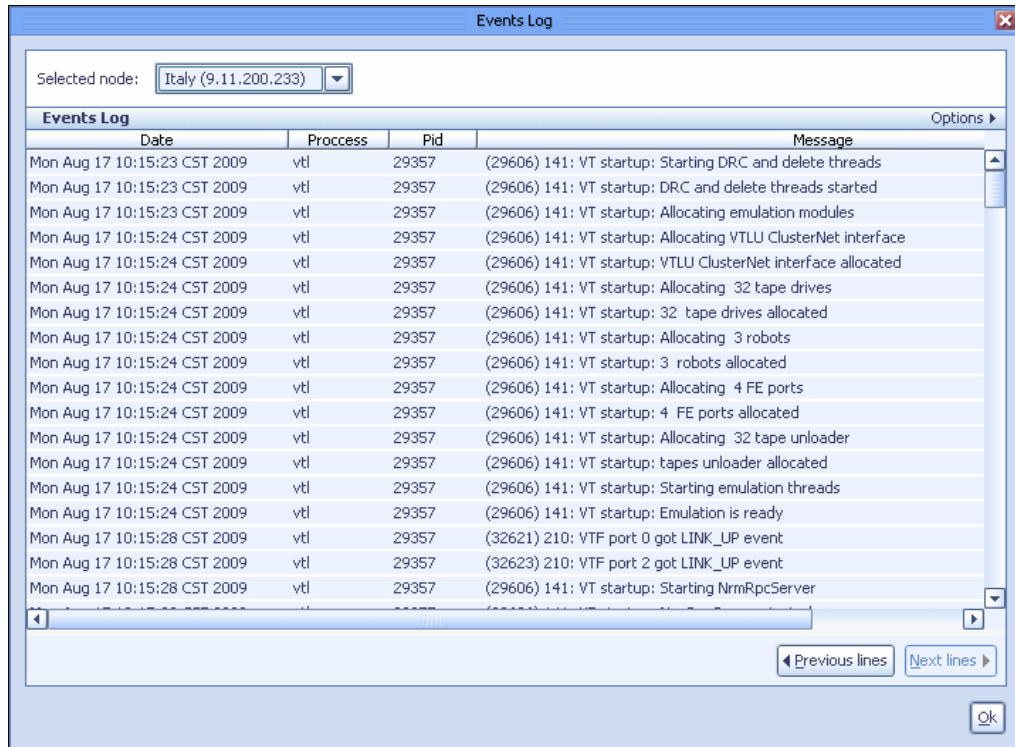 Events Log
Selected node: Italy (9.11.200.233)
Events Log Options
Date Proccess Pid Message
Mon Aug 17 10:15:23 CST 2009 vtl 29357 (29606) 141: VT startup: Starting DRC and delete threads
Mon Aug 17 10:15:23 CST 2009 vtl 29357 (29606) 141: VT startup: DRC and delete threads started
Mon Aug 17 10:15:23 CST 2009 vtl 29357 (29606) 141: VT startup: Allocating emulation modules
Mon Aug 17 10:15:24 CST 2009 vtl 29357 (29606) 141: VT startup: Allocating VTLU ClusterNet interface
Mon Aug 17 10:15:24 CST 2009 vtl 29357 (29606) 141: VT startup: VTLU ClusterNet interface allocated
Mon Aug 17 10:15:24 CST 2009 vtl 29357 (29606) 141: VT startup: Allocating  32 tape drives
Mon Aug 17 10:15:24 CST 2009 vtl 29357 (29606) 141: VT startup: 32  tape drives allocated
Mon Aug 17 10:15:24 CST 2009 vtl 29357 (29606) 141: VT startup: Allocating  3 robots
Mon Aug 17 10:15:24 CST 2009 vtl 29357 (29606) 141: VT startup: 3  robots allocated
Mon Aug 17 10:15:24 CST 2009 vtl 29357 (29606) 141: VT startup: Allocating  4 FE ports
Mon Aug 17 10:15:24 CST 2009 vtl 29357 (29606) 141: VT startup: 4  FE ports allocated
Mon Aug 17 10:15:24 CST 2009 vtl 29357 (29606) 141: VT startup: Allocating  32 tape unloader
Mon Aug 17 10:15:24 CST 2009 vtl 29357 (29606) 141: VT startup: tapes unloader allocated
Mon Aug 17 10:15:24 CST 2009 vtl 29357 (29606) 141: VT startup: Starting emulation threads
Mon Aug 17 10:15:24 CST 2009 vtl 29357 (29606) 141: VT startup: Emulation is ready
Mon Aug 17 10:15:28 CST 2009 vtl 29357 (32621) 210: VTF port 0 got LINK_UP event
Mon Aug 17 10:15:28 CST 2009 vtl 29357 (32623) 210: VTF port 2 got LINK_UP event
Mon Aug 17 10:15:28 CST 2009 vtl 29357 (29606) 141: VT startup: Starting NrmRpcServer
Previous lines Next lines
Ok